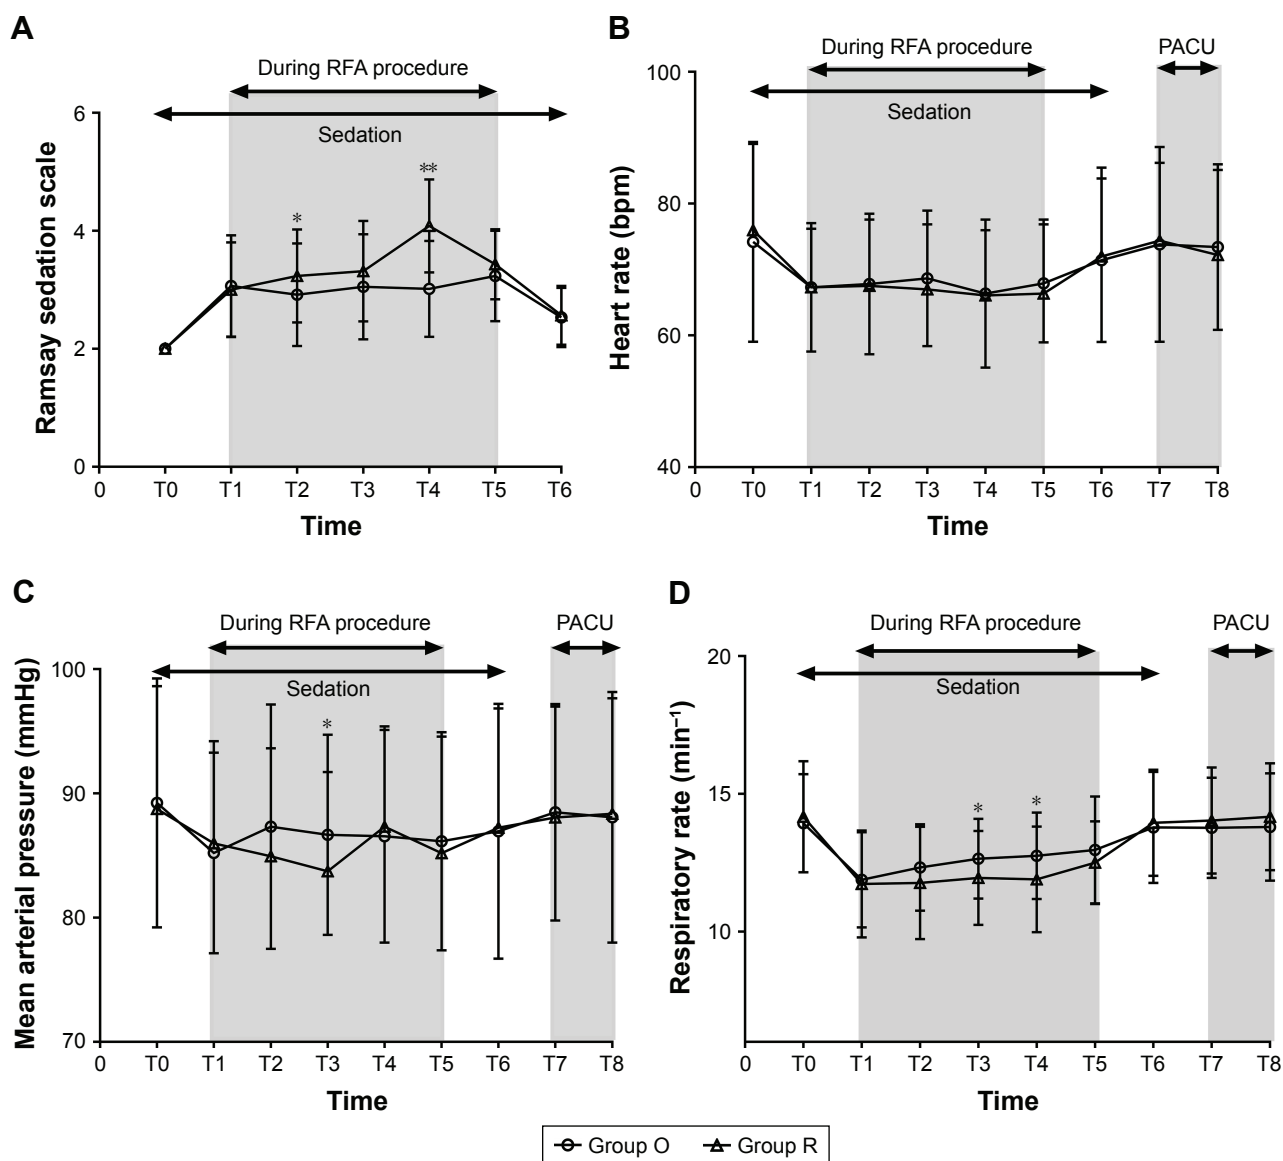 A
During RFA procedure
Sedation
Ramsay sedation scale
6
4
2
0
*
**
0 T0 T1 T2 T3 T4 T5 T6
Time
B
During RFA procedure
PACU
Sedation
Heart rate (bpm)
100
80
60
40
0 T0 T1 T2 T3 T4 T5 T6 T7 T8
Time
C
During RFA procedure
PACU
Sedation
Mean arterial pressure (mmHg)
100
90
80
70
*
0 T0 T1 T2 T3 T4 T5 T6 T7 T8
Time
D
During RFA procedure
PACU
Sedation
Respiratory rate (min⁻¹)
20
15
10
* *
0 T0 T1 T2 T3 T4 T5 T6 T7 T8
Time
Group O Group R